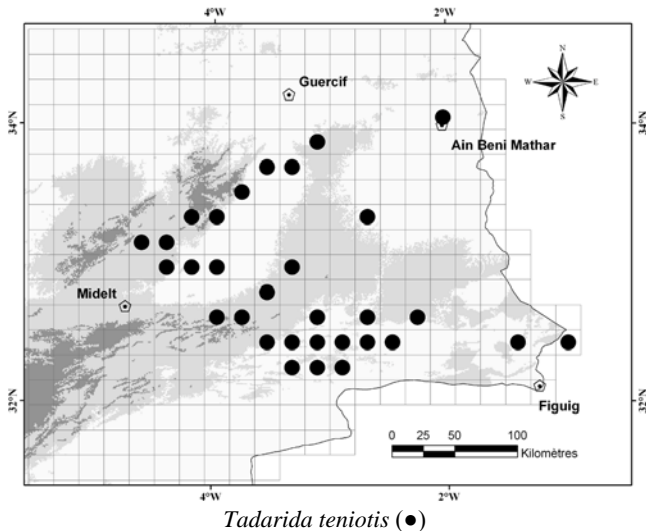 4°W 2°W
N
Guercif
W E
S
34°N 34°N
Ain Beni Mathar
Midelt
32°N 32°N
Figuig
0 25 50 100
Kilomètres
4°W 2°W
Tadarida teniotis (●)